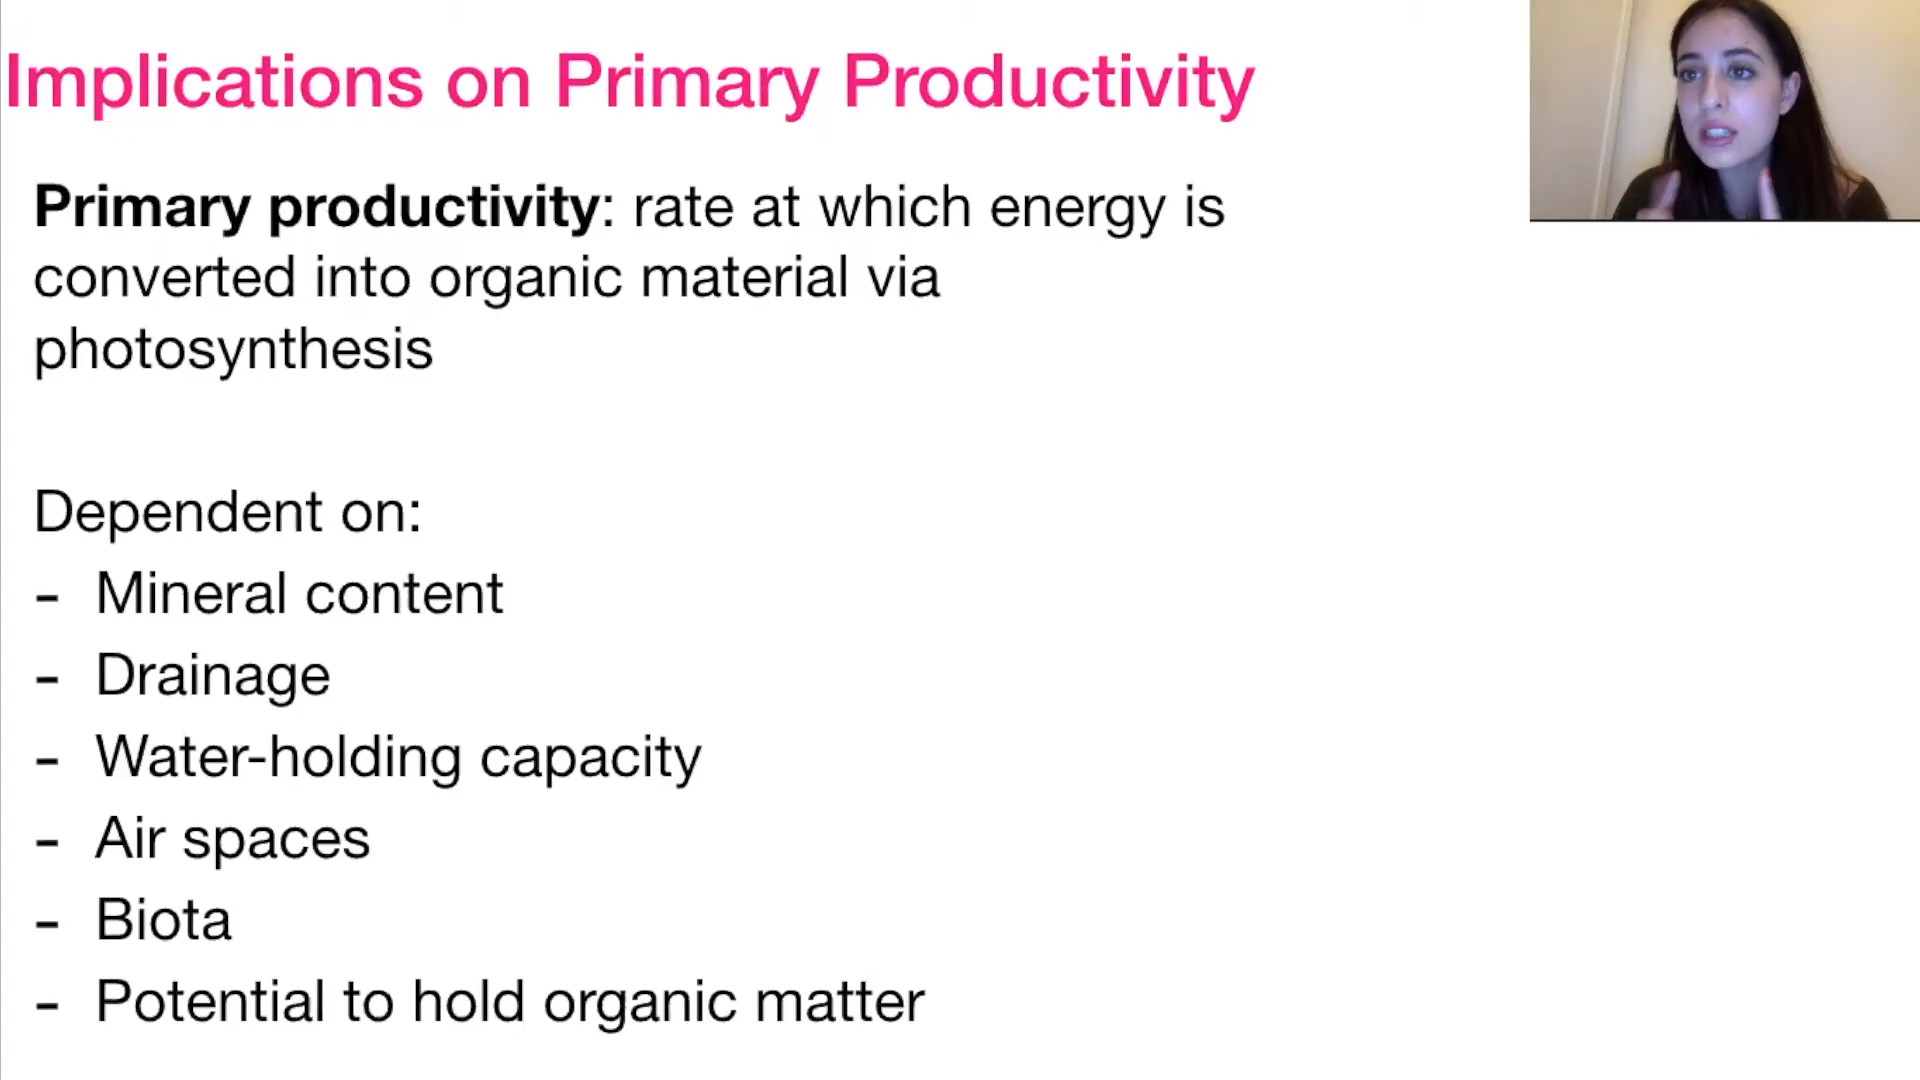 Implications on Primary Productivity
Primary productivity: rate at which energy is
converted into organic material via
photosynthesis
Dependent on:
- Mineral content
- Drainage
- Water-holding capacity
- Air spaces
- Biota
- Potential to hold organic matter